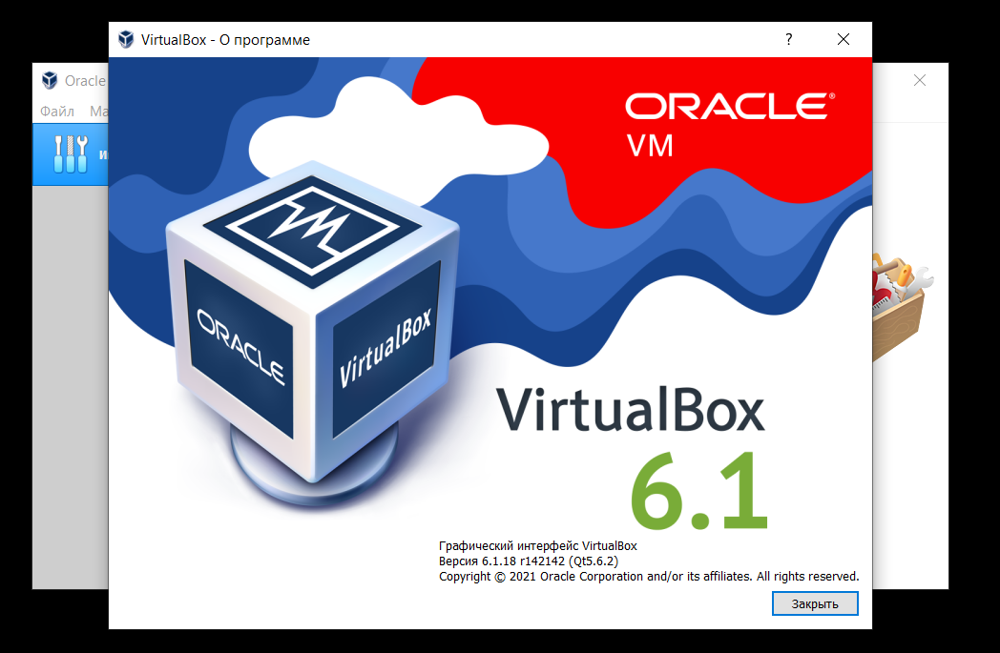 VirtualBox - О программе
?
Oracle
Файл Ma
ORACLE®
VM
ORACLE
VirtualBox
VirtualBox
6.1
Графический интерфейс VirtualBox
Версия 6.1.18 r142142 (Qt5.6.2)
Copyright © 2021 Oracle Corporation and/or its affiliates. All rights reserved.
Закрыть